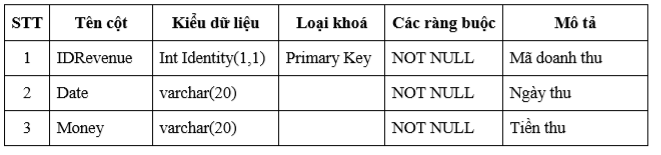 STT Tên cột Kiểu dữ liệu Loại khoá Các ràng buộc Mô tả
1 IDRevenue Int Identity(1,1) Primary Key NOT NULL Mã doanh thu
2 Date varchar(20) NOT NULL Ngày thu
3 Money varchar(20) NOT NULL Tiền thu